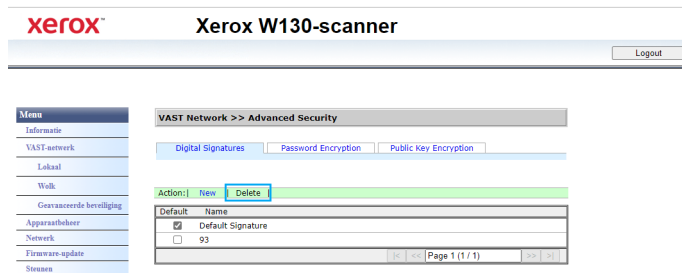 xerox™
Xerox W130-scanner
Logout
Menu
Informatie
VAST-netwerk
Lokaal
Wolk
Geavanceerde beveiliging
Apparaatbeheer
Netwerk
Firmware-update
Steunen
VAST Network >> Advanced Security
Digital Signatures Password Encryption Public Key Encryption
Action:| New | Delete |
Default Name
Default Signature
93
|< << Page 1 (1 / 1) >> >|